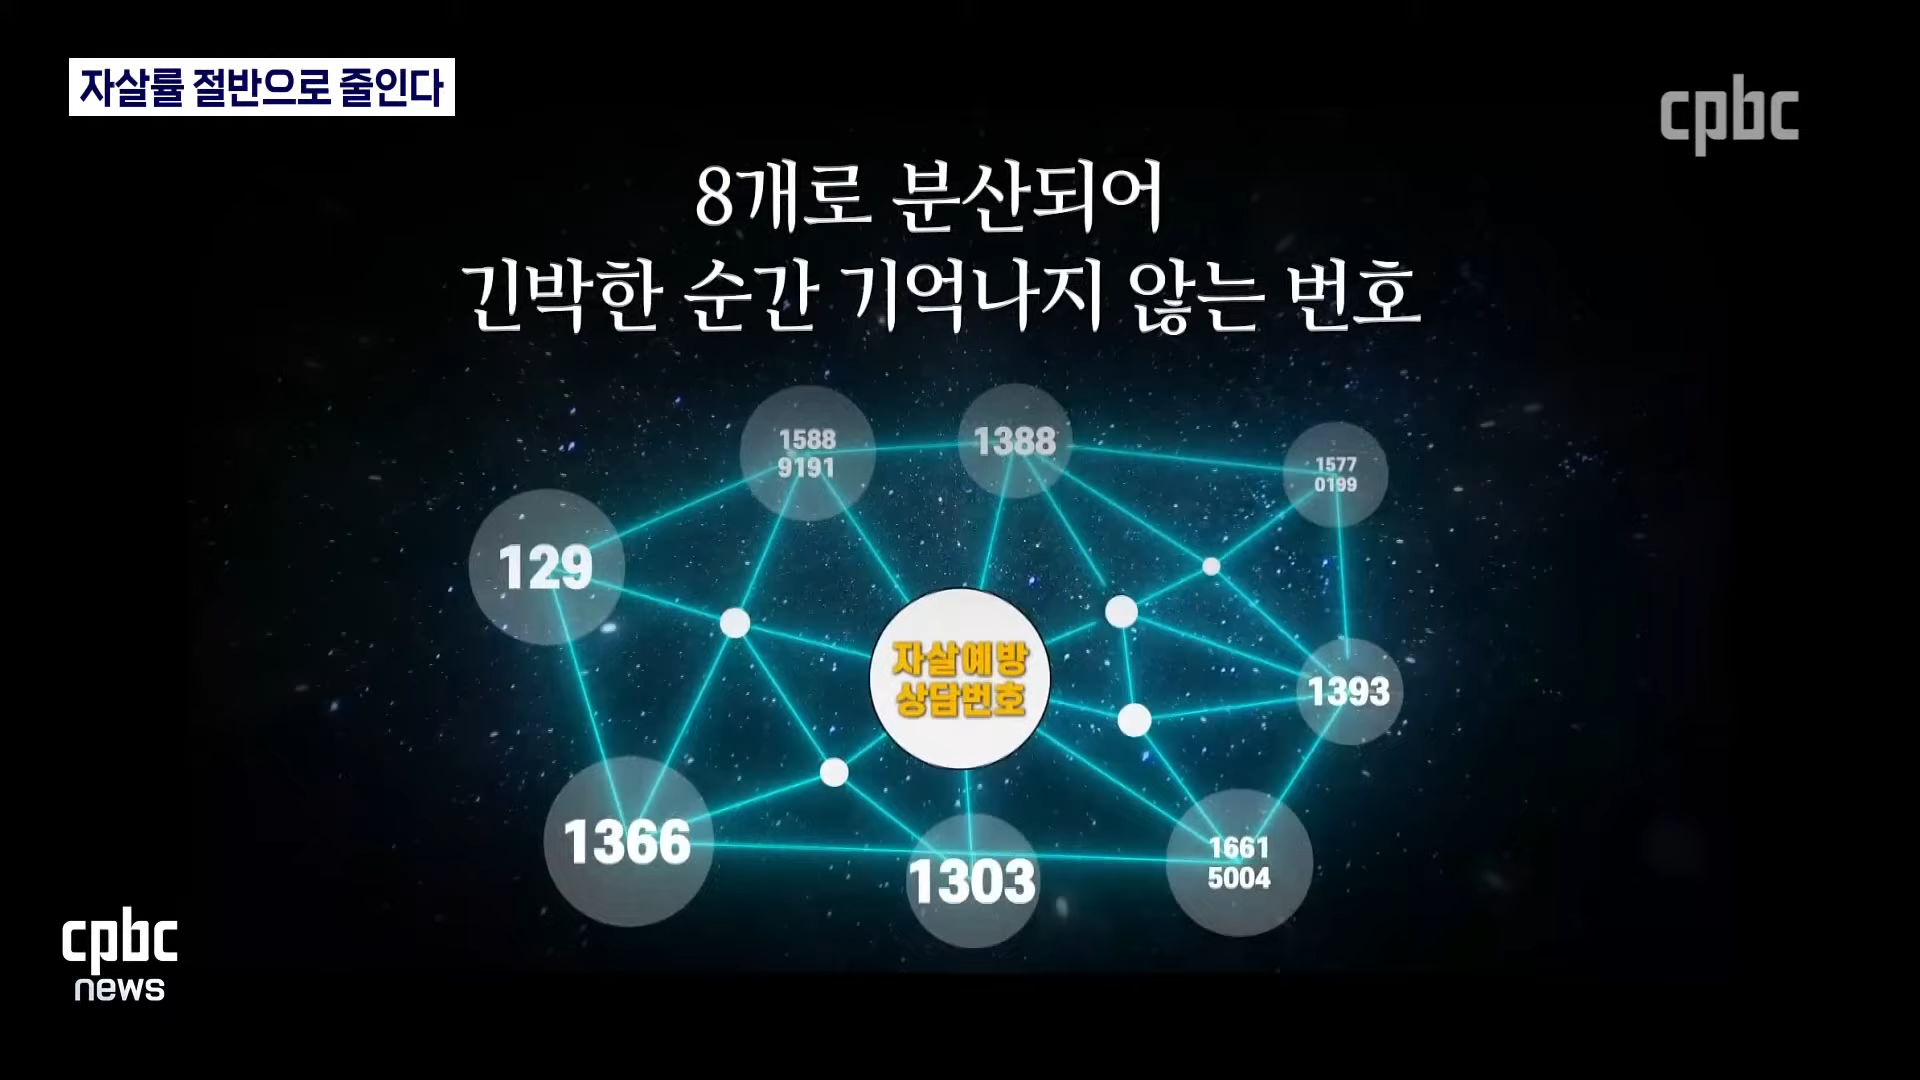 자살률 절반으로 줄인다
cpbc
8개로 분산되어
긴박한 순간 기억나지 않는 번호
1588
9191
1388
1577
0199
129
자살예방
상담번호
1393
1366
1303
1661
5004
cpbc
news